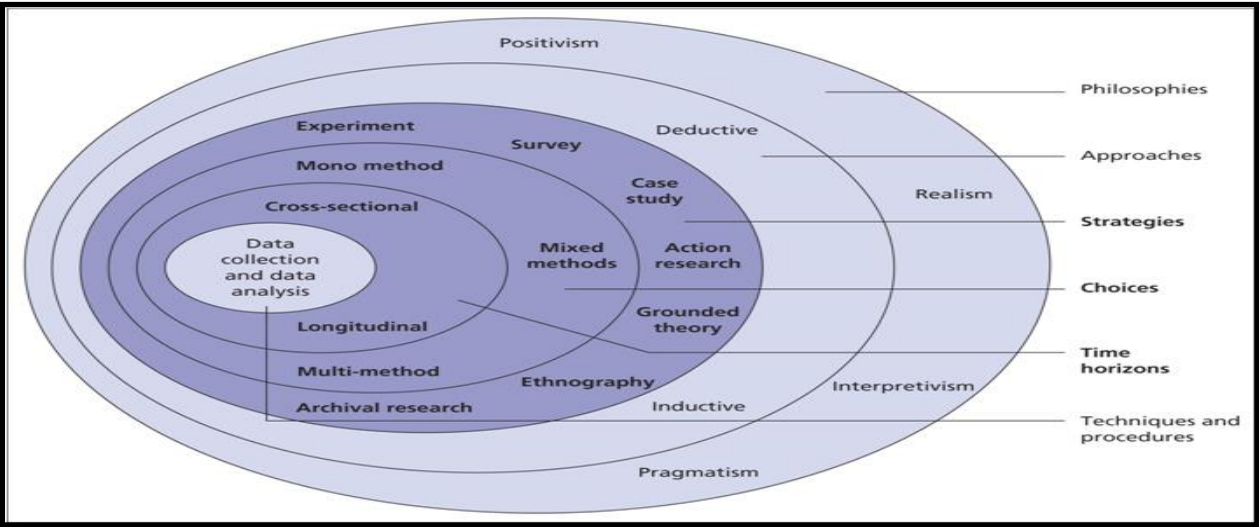 Positivism
Philosophies
Experiment
Deductive
Survey
Approaches
Mono method
Case
study
Realism
Cross-sectional
Strategies
Data
collection
and data
analysis
Mixed
methods
Action
research
Choices
Longitudinal
Grounded
theory
Time
horizons
Multi-method
Ethnography
Interpretivism
Archival research
Inductive
Techniques and
procedures
Pragmatism